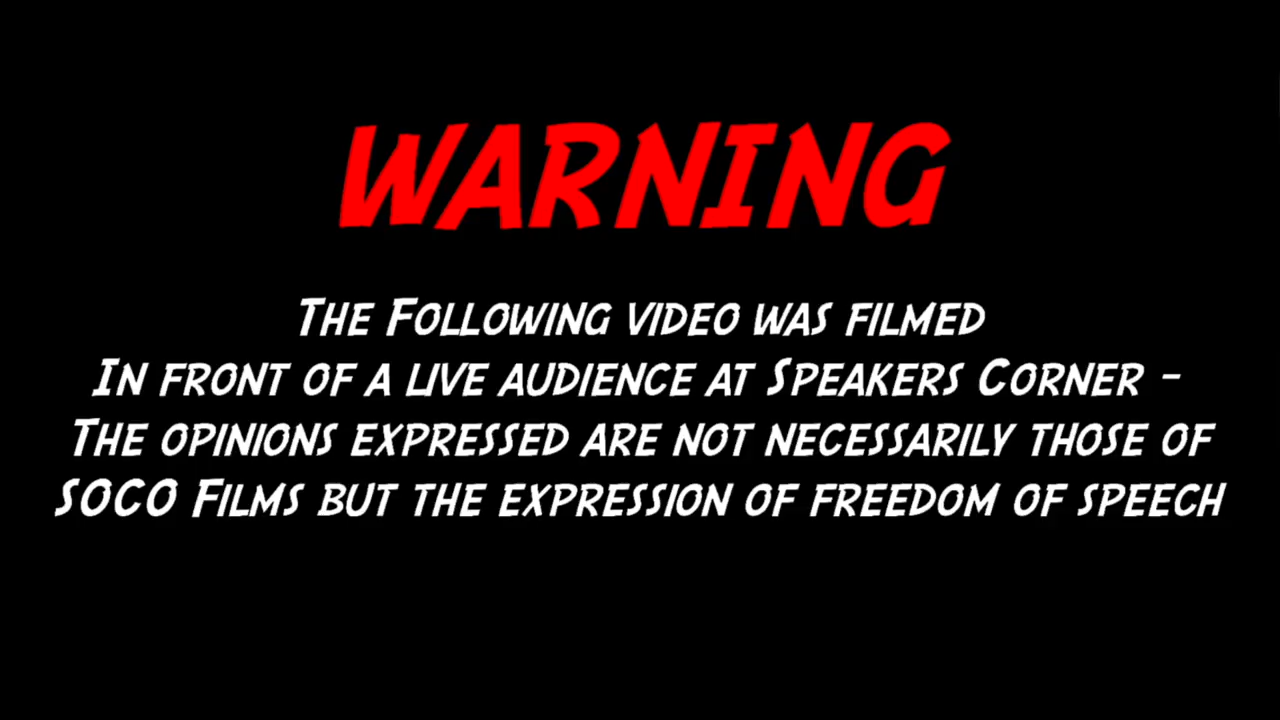 WARNING
The Following video was filmed
In front of a live audience at Speakers Corner -
The opinions expressed are not necessarily those of
SOCO Films but the expression of freedom of speech